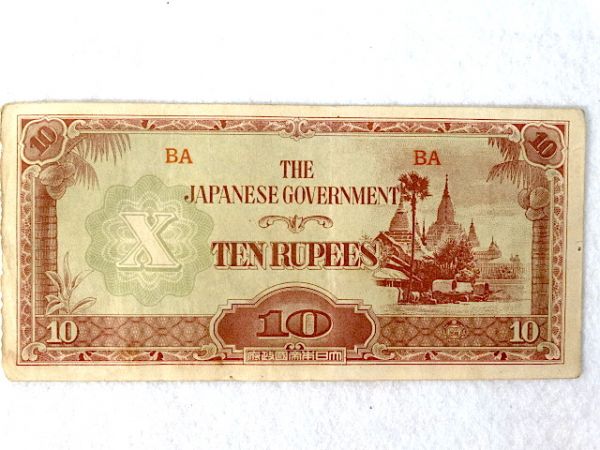 10
10
BA
BA
THE
JAPANESE GOVERNMENT
X
TEN RUPEES
10
10
10
府政國帝本日大